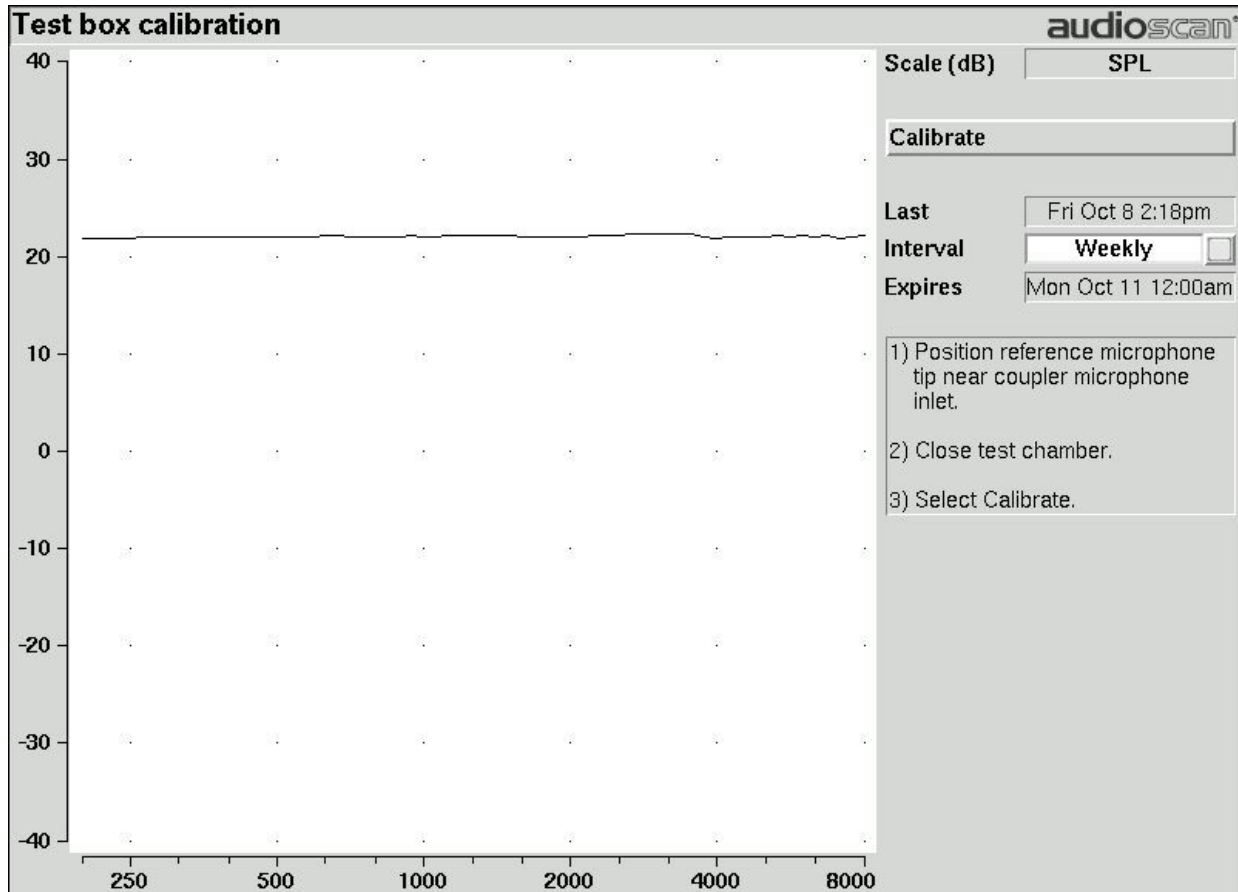 Test box calibration
audioscan
40
30
20
10
0
-10
-20
-30
-40
250 500 1000 2000 4000 8000
Scale (dB) SPL
Calibrate
Last Fri Oct 8 2:18pm
Interval Weekly
Expires Mon Oct 11 12:00am
1) Position reference microphone
tip near coupler microphone
inlet.
2) Close test chamber.
3) Select Calibrate.